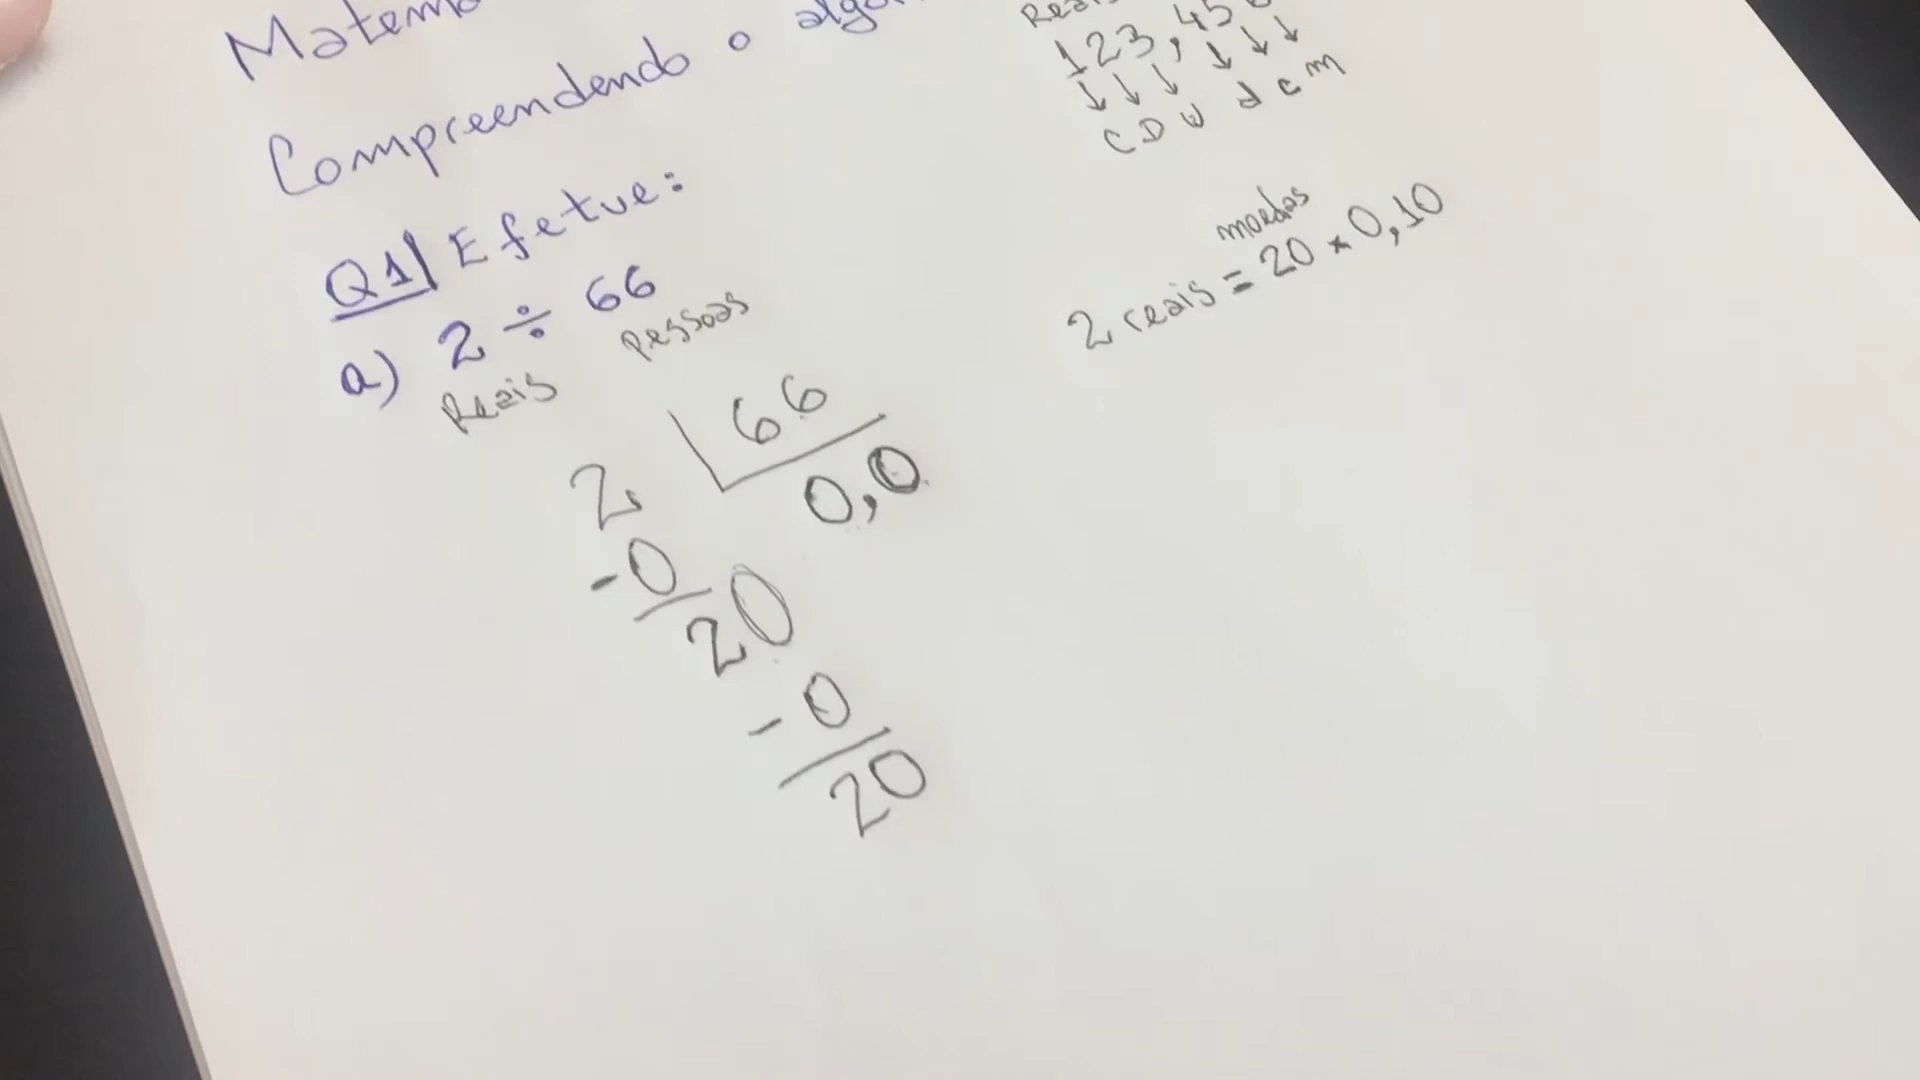 Compreendendo o
123,45
C D U d c m
Q1| Efetue:
a) 2 ÷ 66
Reais pessoas
moedas
2 reais = 20 × 0,10
2 66
0,0
-0
20
-0
20